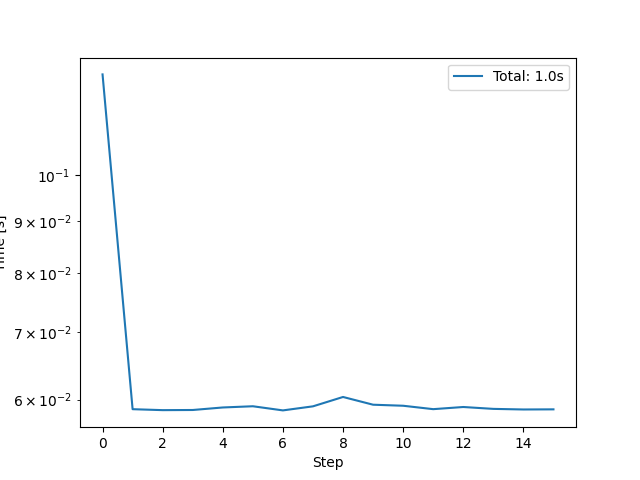 Total: 1.0s
10⁻¹
9 × 10⁻²
8 × 10⁻²
7 × 10⁻²
6 × 10⁻²
Time [s]
0 2 4 6 8 10 12 14
Step